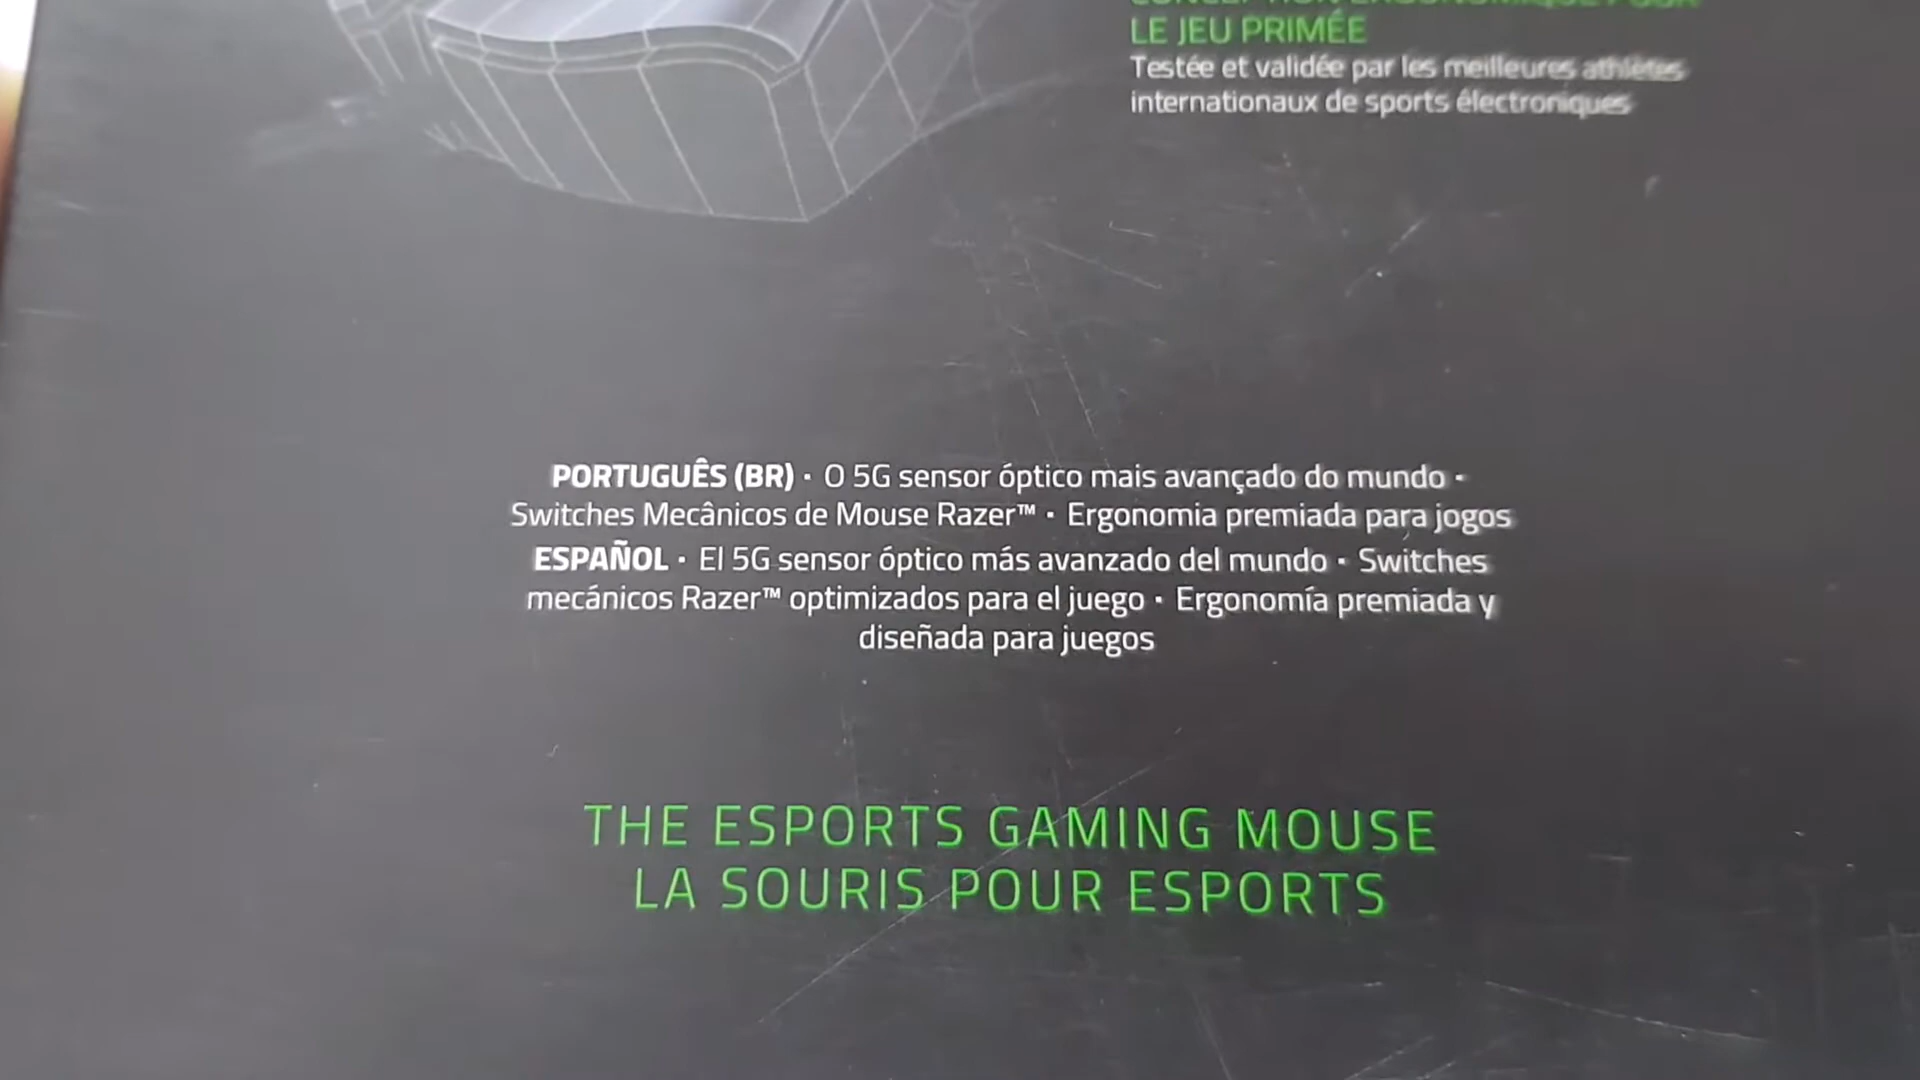 LE JEU PRIMÉE
Testée et validée par les meilleures athlètes
internationaux de sports électroniques
PORTUGUÊS (BR) · O 5G sensor óptico mais avançado do mundo ·
Switches Mecânicos de Mouse Razer™ · Ergonomia premiada para jogos
ESPAÑOL · El 5G sensor óptico más avanzado del mundo · Switches
mecánicos Razer™ optimizados para el juego · Ergonomía premiada y
diseñada para juegos
THE ESPORTS GAMING MOUSE
LA SOURIS POUR ESPORTS